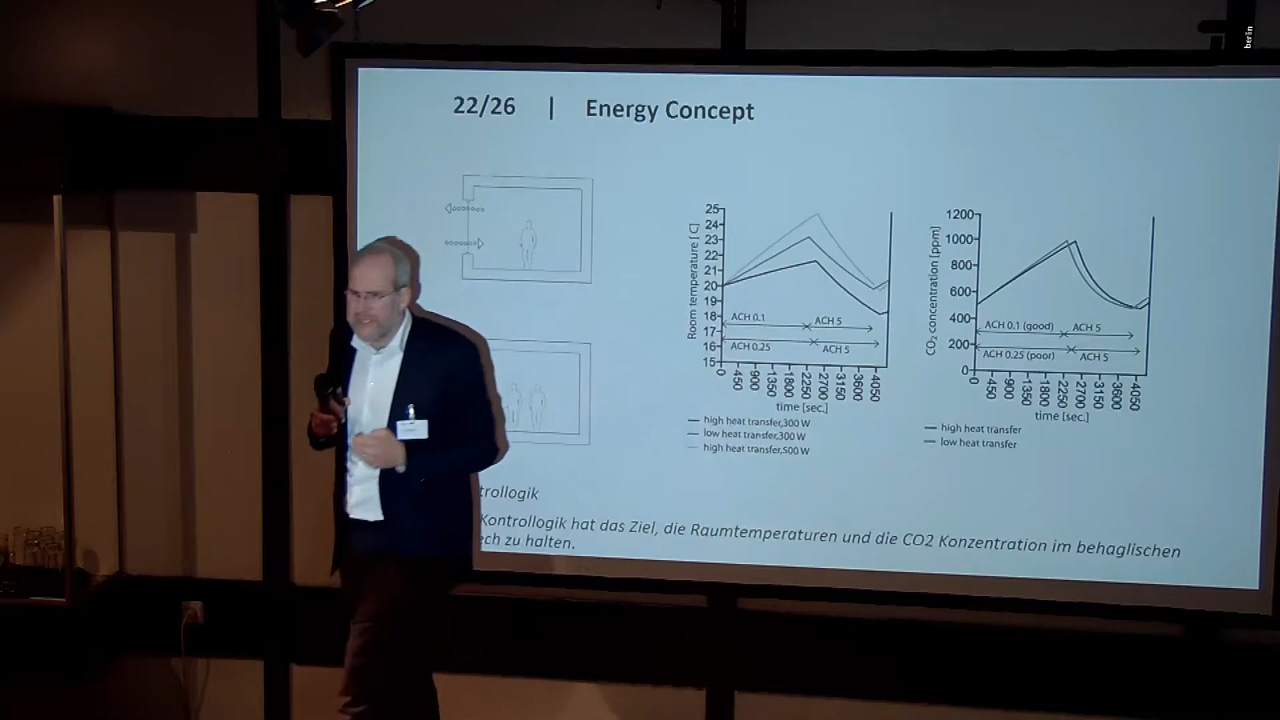 berlin
22/26 | Energy Concept
Room temperature [ C]
25
24
23
22
21
20
19
18
17
16
15
ACH 0.1 ACH 5
ACH 0.25 ACH 5
0 450 900 1350 1800 2250 2700 3150 3600 4050
time [sec.]
high heat transfer,300 W
low heat transfer,300 W
high heat transfer,500 W
CO2 concentration [ppm]
1200
1000
800
600
400
200
0
ACH 0.1 (good) ACH 5
ACH 0.25 (poor) ACH 5
0 450 900 1350 1800 2250 2700 3150 3600 4050
time [sec.]
high heat transfer
low heat transfer
trollogik
Kontrollogik hat das Ziel, die Raumtemperaturen und die CO2 Konzentration im behaglischen
ech zu halten.